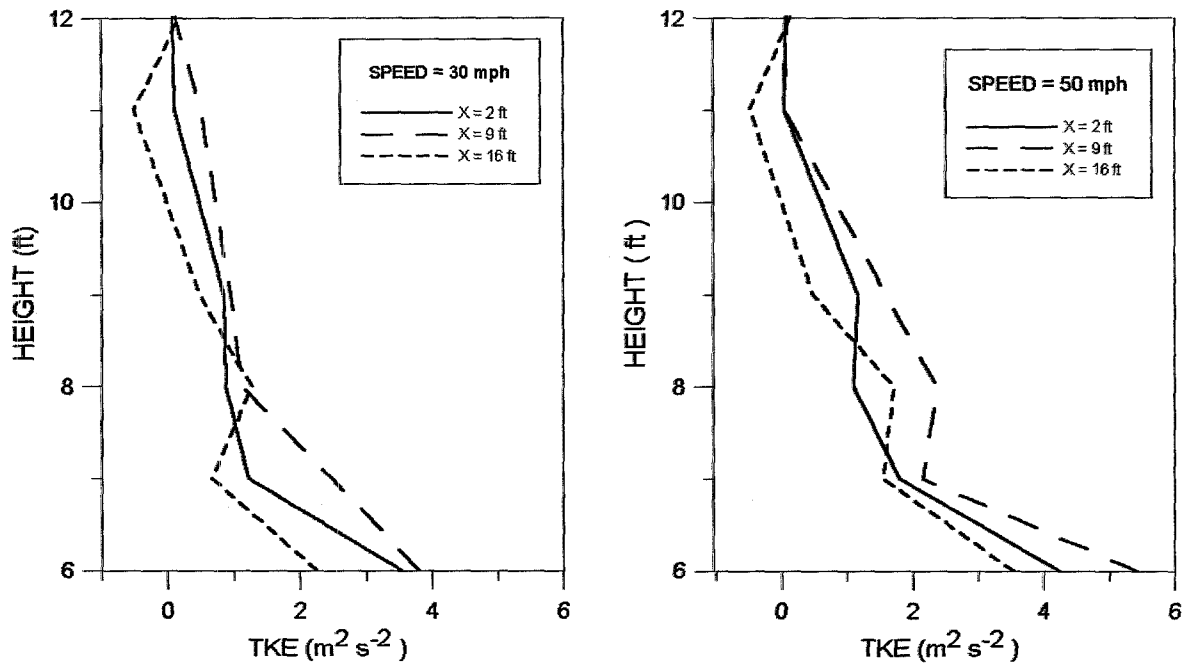 12
10
8
6
HEIGHT (ft)
SPEED = 30 mph
X = 2 ft
X = 9 ft
X = 16 ft
0 2 4 6
TKE (m² s⁻²)
12
10
8
6
HEIGHT ( ft )
SPEED = 50 mph
X = 2 ft
X = 9 ft
X = 16 ft
0 2 4 6
TKE (m² s⁻²)